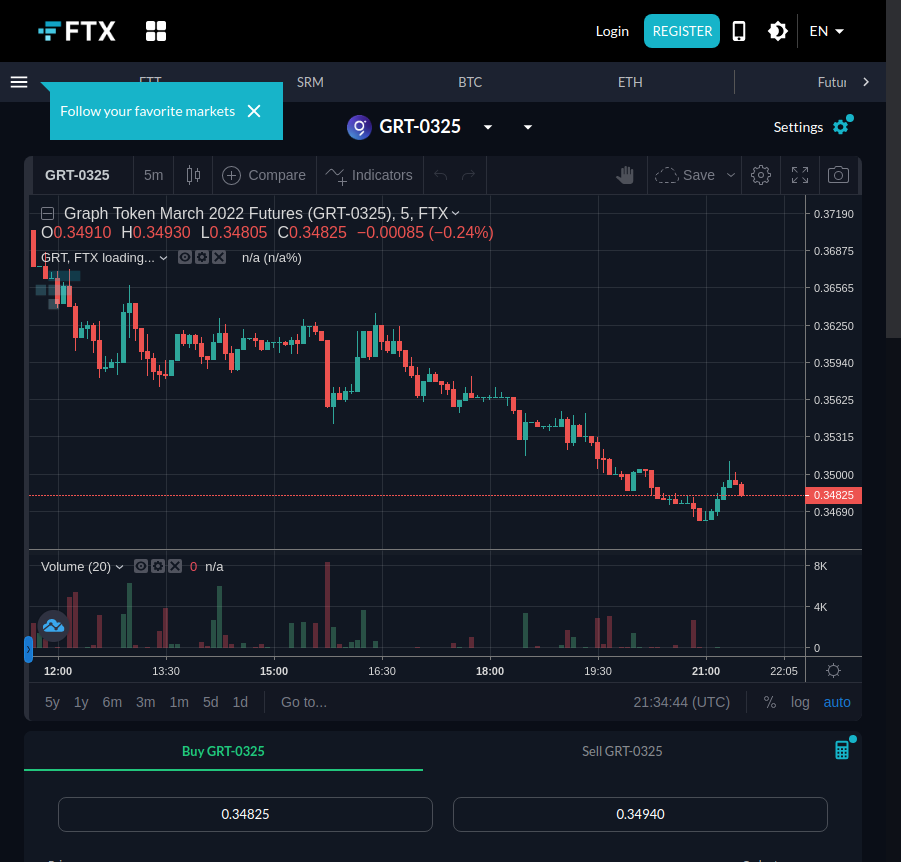 FTX
Login
REGISTER
EN
FTT
SRM
BTC
ETH
Futur
Follow your favorite markets
GRT-0325
Settings
GRT-0325 5m Compare Indicators Save
Graph Token March 2022 Futures (GRT-0325), 5, FTX
O0.34910 H0.34930 L0.34805 C0.34825 −0.00085 (−0.24%)
GRT, FTX loading... n/a (n/a%)
0.37190
0.36875
0.36565
0.36250
0.35940
0.35625
0.35315
0.35000
0.34825
0.34690
Volume (20) 0 n/a
8K
4K
0
12:00 13:30 15:00 16:30 18:00 19:30 21:00 22:05
5y 1y 6m 3m 1m 5d 1d Go to... 21:34:44 (UTC) % log auto
Buy GRT-0325 Sell GRT-0325
0.34825 0.34940